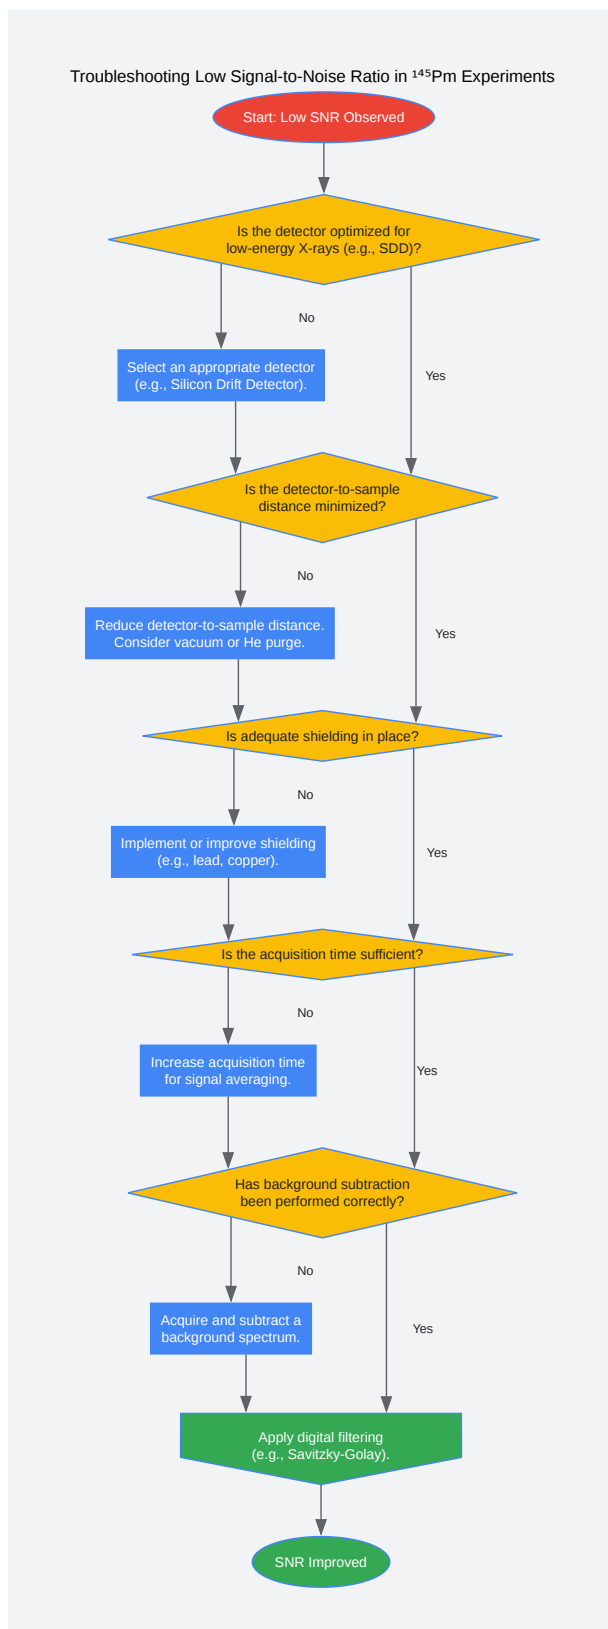 Troubleshooting Low Signal-to-Noise Ratio in ¹⁴⁵Pm Experiments
Start: Low SNR Observed
Is the detector optimized for
low-energy X-rays (e.g., SDD)?
No
Yes
Select an appropriate detector
(e.g., Silicon Drift Detector).
Is the detector-to-sample
distance minimized?
No
Yes
Reduce detector-to-sample distance.
Consider vacuum or He purge.
Is adequate shielding in place?
No
Yes
Implement or improve shielding
(e.g., lead, copper).
Is the acquisition time sufficient?
No
Yes
Increase acquisition time
for signal averaging.
Has background subtraction
been performed correctly?
No
Yes
Acquire and subtract a
background spectrum.
Apply digital filtering
(e.g., Savitzky-Golay).
SNR Improved